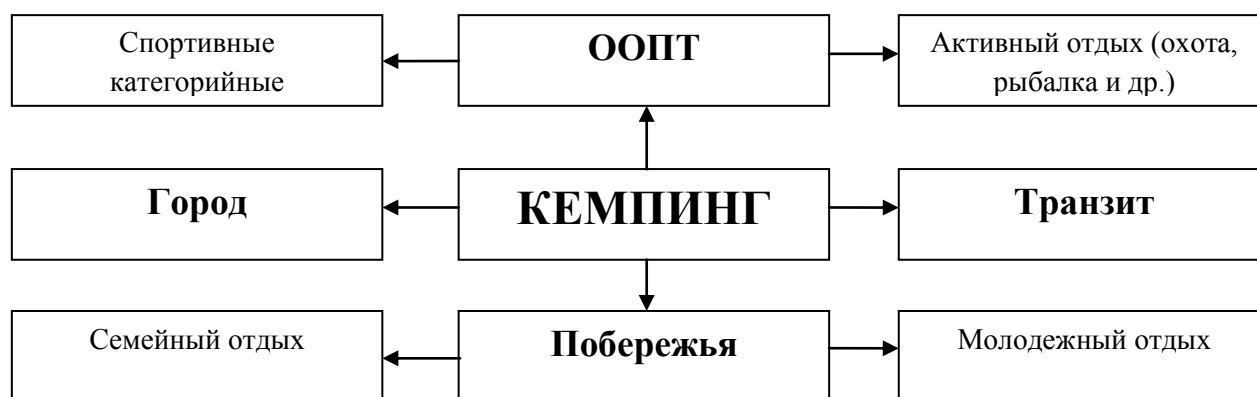 Спортивные
категорийные
ООПТ
Активный отдых (охота,
рыбалка и др.)
Город
КЕМПИНГ
Транзит
Семейный отдых
Побережья
Молодежный отдых